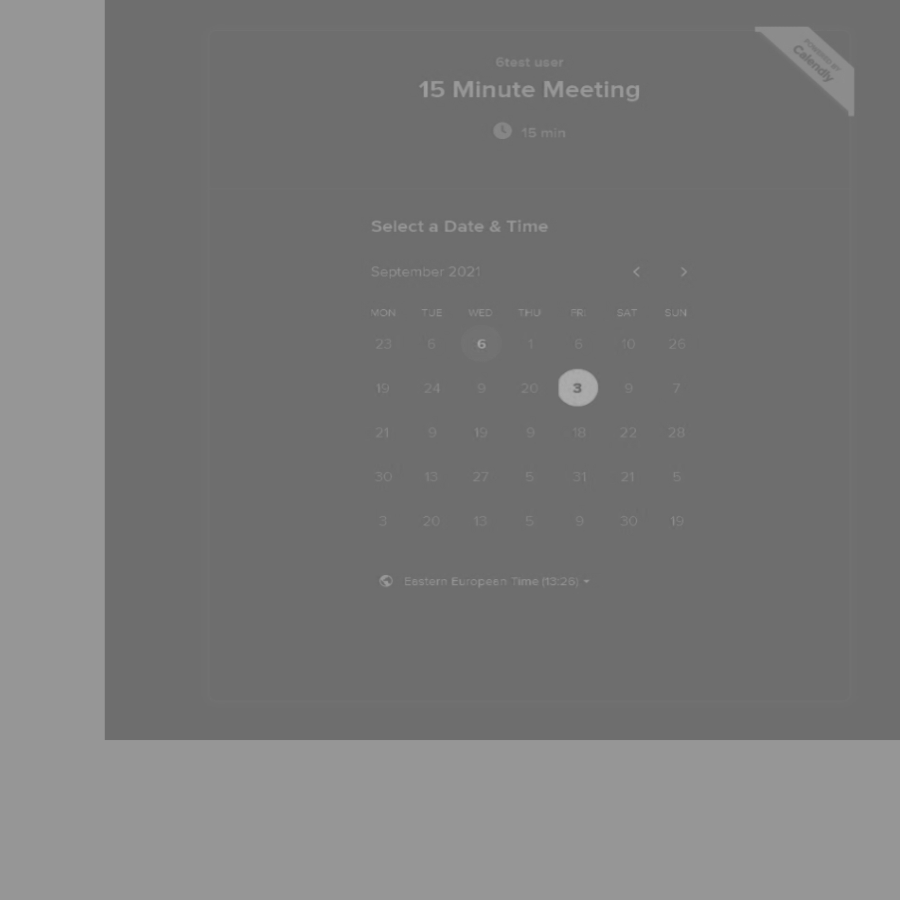 6test user
15 Minute Meeting
15 min
POWERED BY
Calendly
Select a Date & Time
September 2021
MON TUE WED THU FRI SAT SUN
23 6 6 1 6 10 26
19 24 9 20 3 9 7
21 9 19 9 18 22 28
30 13 27 5 31 21 5
3 20 13 5 9 30 19
Eastern European Time (13:26)